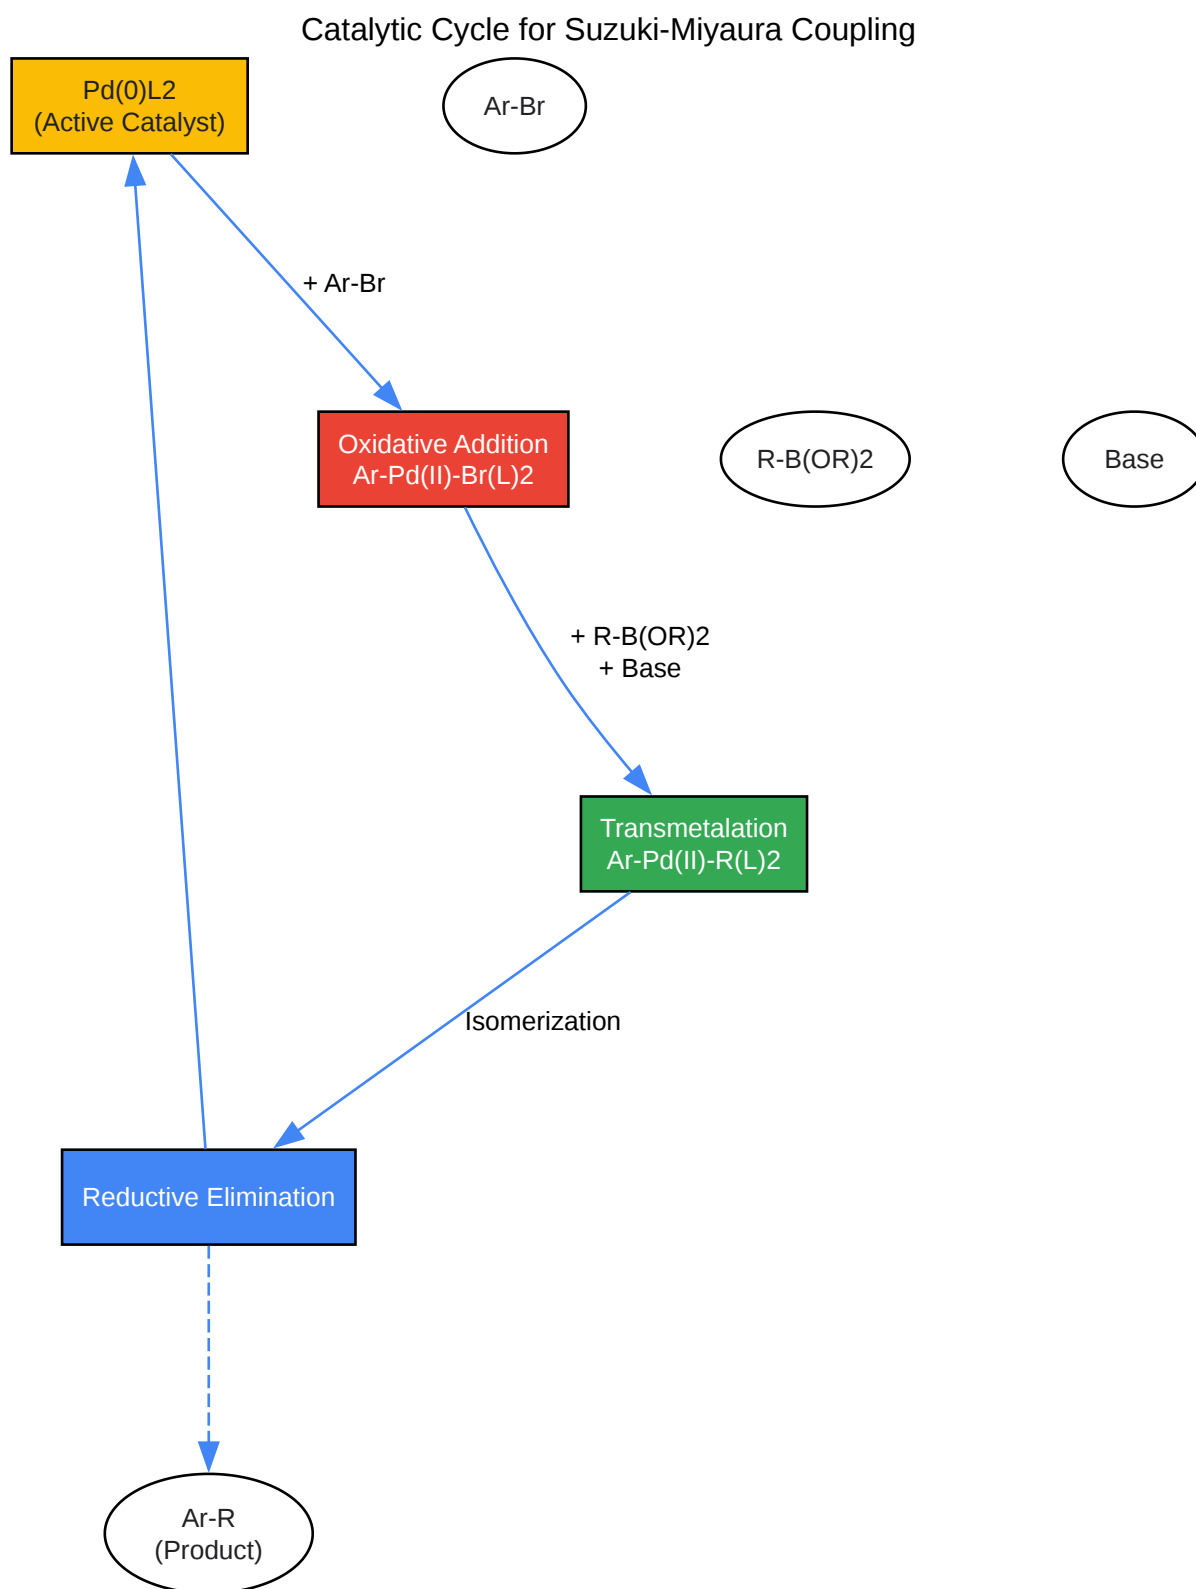 Catalytic Cycle for Suzuki-Miyaura Coupling
Pd(0)L2
(Active Catalyst)
Ar-Br
+ Ar-Br
Oxidative Addition
Ar-Pd(II)-Br(L)2
R-B(OR)2
Base
+ R-B(OR)2
+ Base
Transmetalation
Ar-Pd(II)-R(L)2
Isomerization
Reductive Elimination
Ar-R
(Product)